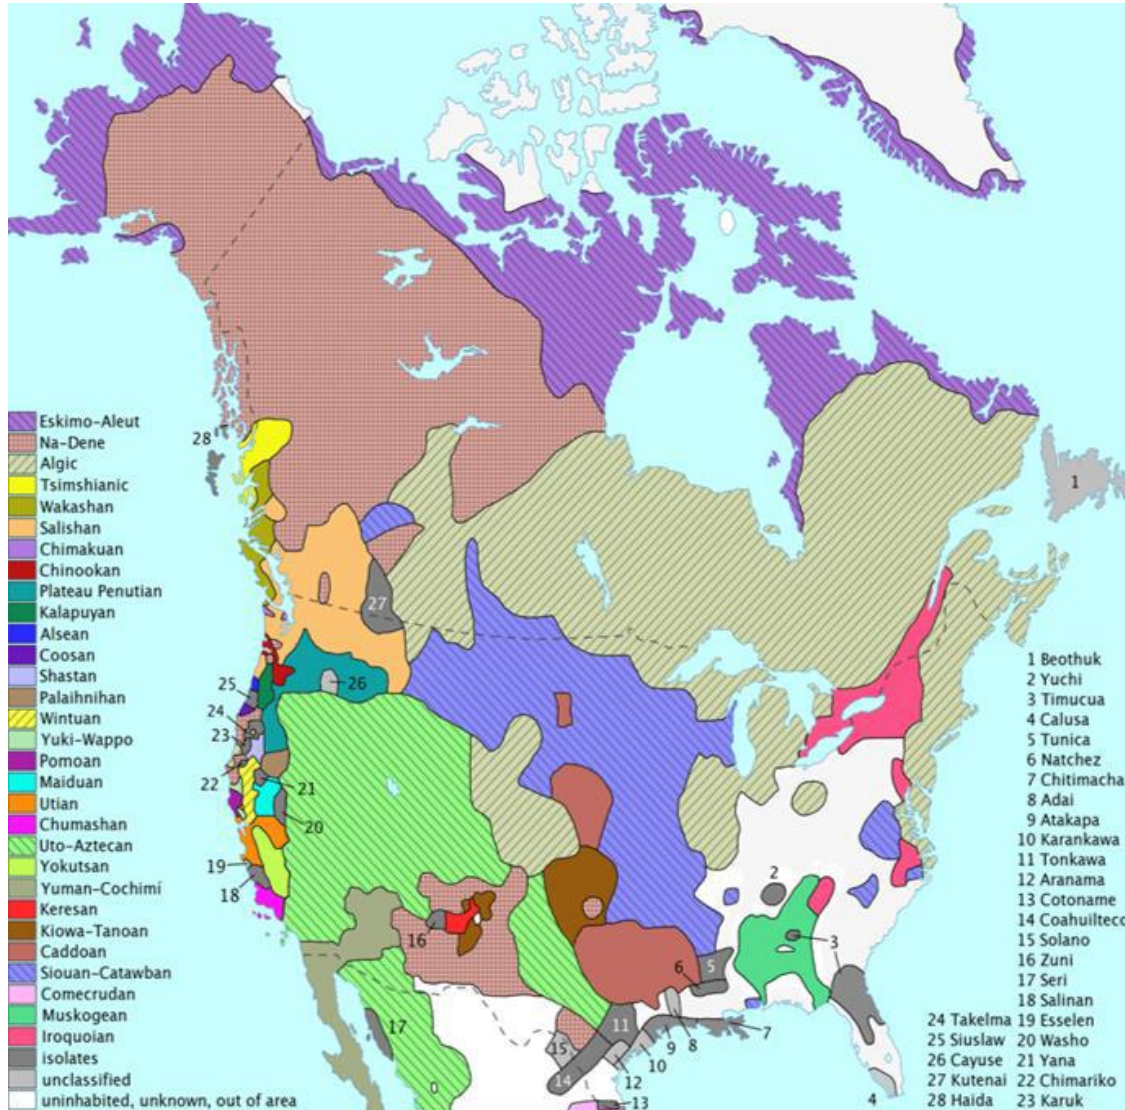 Eskimo-Aleut
Na-Dene
Algic
Tsimshianic
Wakashan
Salishan
Chimakuan
Chinookan
Plateau Penutian
Kalapuyan
Alsean
Coosan
Shastan
Palaihnihan
Wintuan
Yuki-Wappo
Pomoan
Maiduan
Utian
Chumashan
Uto-Aztecan
Yokutsan
Yuman-Cochimí
Keresan
Kiowa-Tanoan
Caddoan
Siouan-Catawban
Comecrudan
Muskogean
Iroquoian
isolates
unclassified
uninhabited, unknown, out of area
28
1
27
25
26
24
23
22
21
20
19
18
16
17
2
3
5
6
7
8
9
10
11
12
13
14
15
0
4
1 Beothuk
2 Yuchi
3 Timucua
4 Calusa
5 Tunica
6 Natchez
7 Chitimacha
8 Adai
9 Atakapa
10 Karankawa
11 Tonkawa
12 Aranama
13 Cotoname
14 Coahuilteco
15 Solano
16 Zuni
17 Seri
18 Salinan
24 Takelma 19 Esselen
25 Siuslaw 20 Washo
26 Cayuse 21 Yana
27 Kutenai 22 Chimariko
28 Haida 23 Karuk